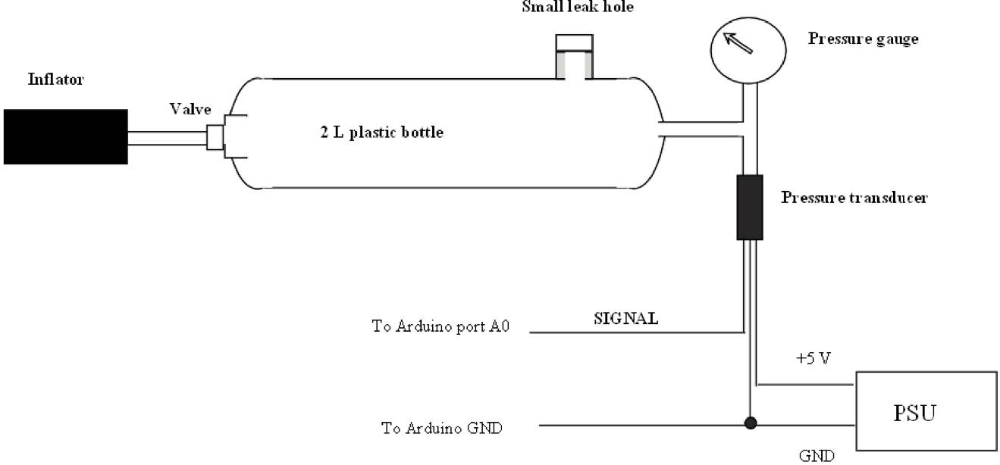 Small leak hole
Pressure gauge
Inflator
Valve
2 L plastic bottle
Pressure transducer
To Arduino port A0
SIGNAL
+5 V
PSU
To Arduino GND
GND